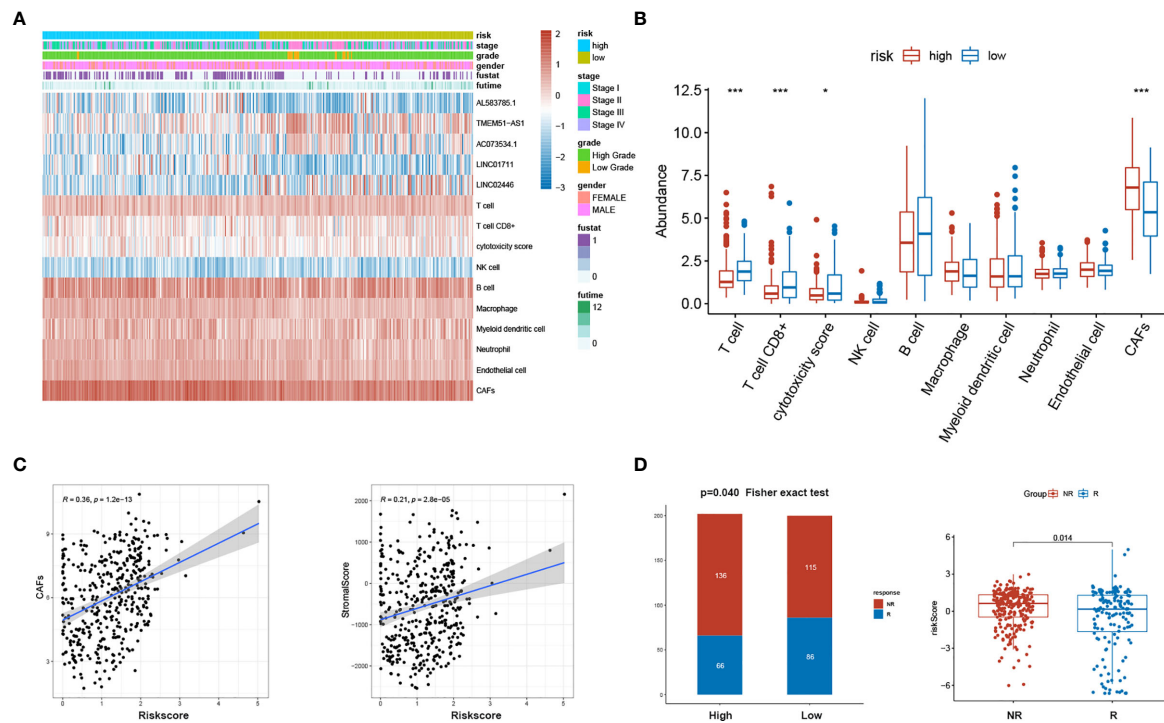 A
risk
stage
grade
gender
fustat
futime
AL583785.1
TMEM51-AS1
AC073534.1
LINC01711
LINC02446
T cell
T cell CD8+
cytotoxicity score
NK cell
B cell
Macrophage
Myeloid dendritic cell
Neutrophil
Endothelial cell
CAFs
2
1
0
-1
-2
-3
risk
high
low
stage
Stage I
Stage II
Stage III
Stage IV
grade
High Grade
Low Grade
gender
FEMALE
MALE
fustat
1
0
futime
12
0
B
risk high low
Abundance
12.5
10.0
7.5
5.0
2.5
0.0
*** *** * ***
T cell
T cell CD8+
cytotoxicity score
NK cell
B cell
Macrophage
Myeloid dendritic cell
Neutrophil
Endothelial cell
CAFs
C
R = 0.36, p = 1.2e-13
CAFs
9
6
3
0 1 2 3 4 5
Riskscore
R = 0.21, p = 2.8e-05
StromalScore
2000
1000
0
-1000
-2000
0 1 2 3 4 5
Riskscore
D
p=0.040 Fisher exact test
200
150
100
50
0
136
66
115
86
High Low
response
NR
R
Group NR R
0.014
riskScore
6
3
0
-3
-6
NR R